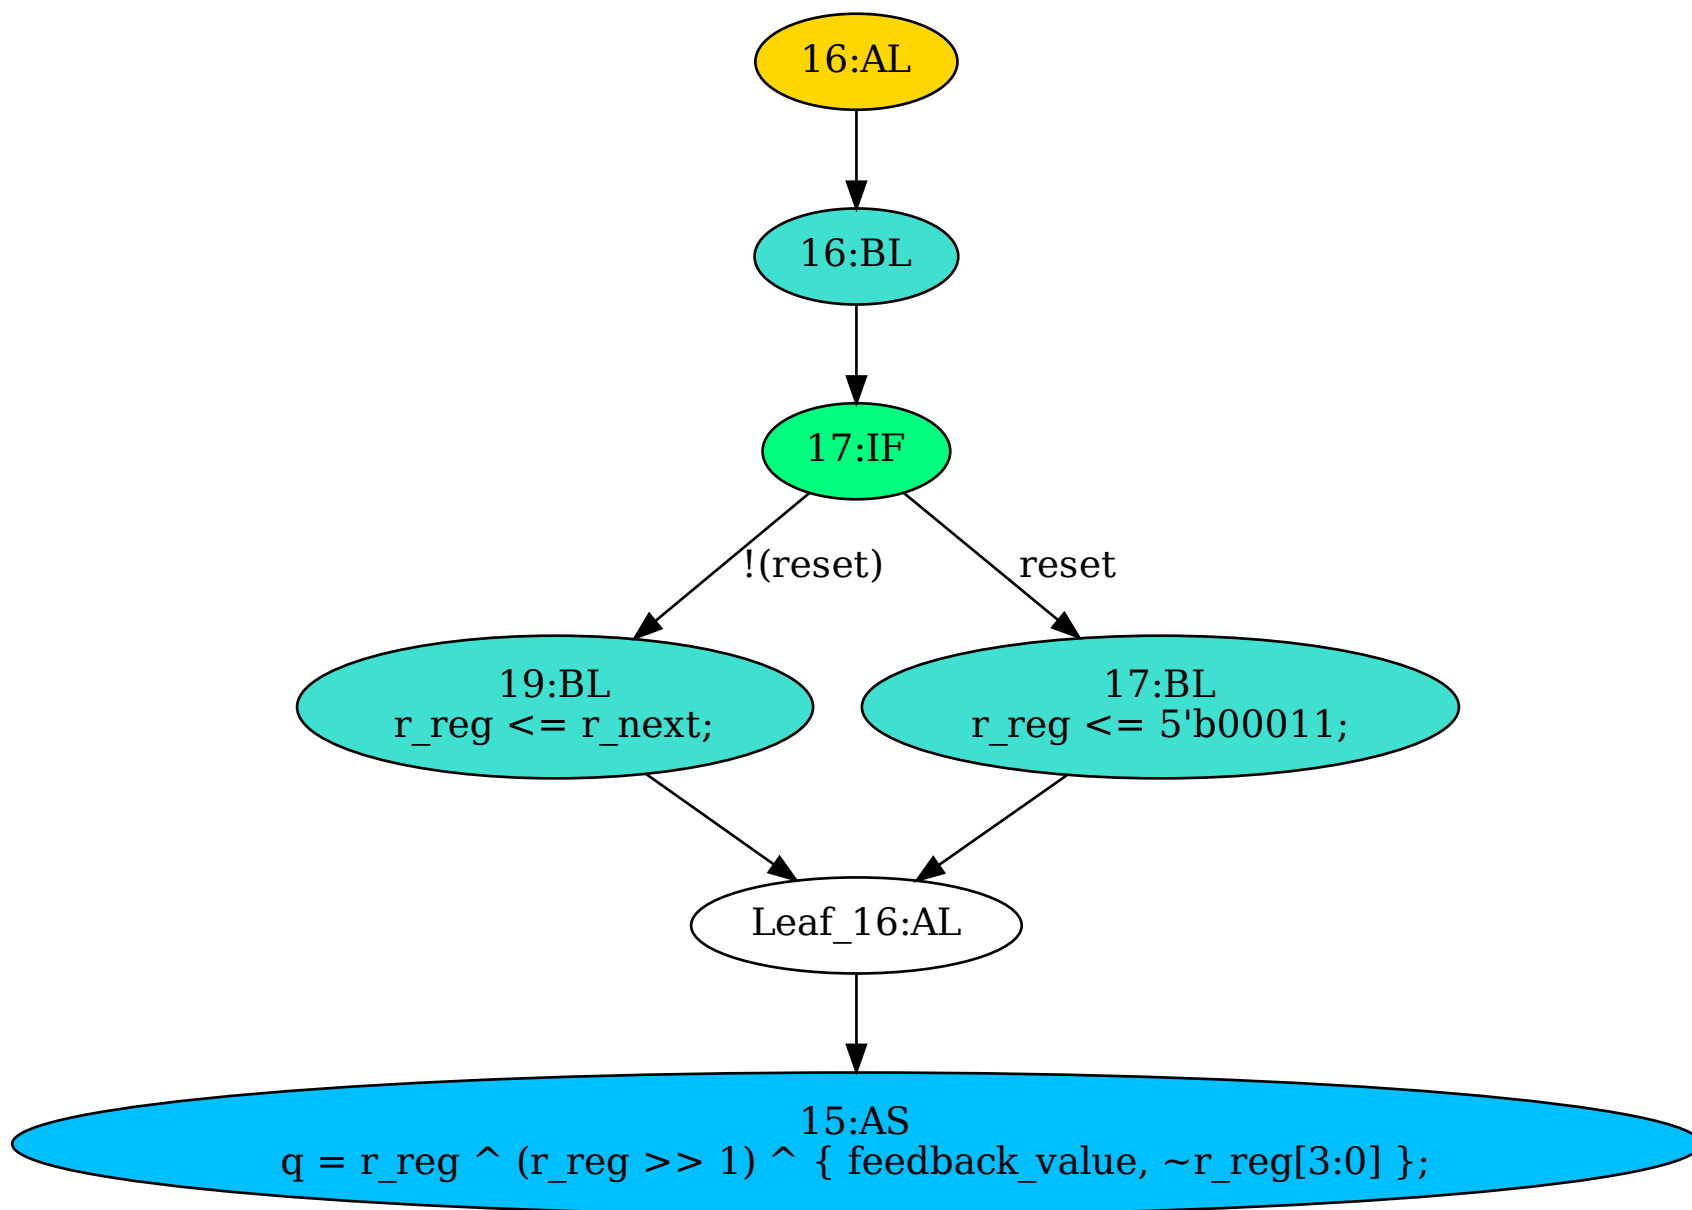 16:AL
16:BL
17:IF
!(reset)
reset
19:BL
r_reg <= r_next;
17:BL
r_reg <= 5'b00011;
Leaf_16:AL
15:AS
q = r_reg ^ (r_reg >> 1) ^ { feedback_value, ~r_reg[3:0] };